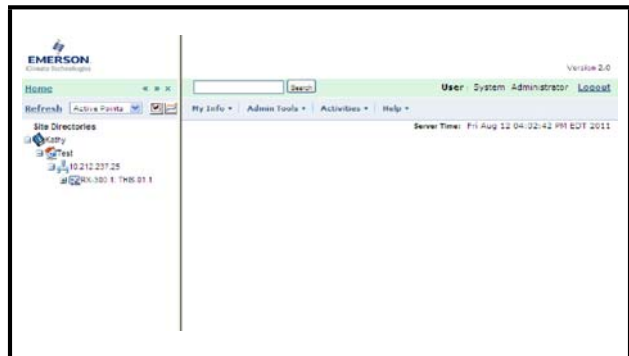 EMERSON
Climate Technologies
Version 2.0
Home « » x
Search
User : System Administrator Logout
Refresh Active Points
My Info Admin Tools Activities Help
Server Time: Fri Aug 12 04:02:42 PM EDT 2011
Site Directories
Kathy
Test
10.212.237.25
RX-300 1: THIS 01 1